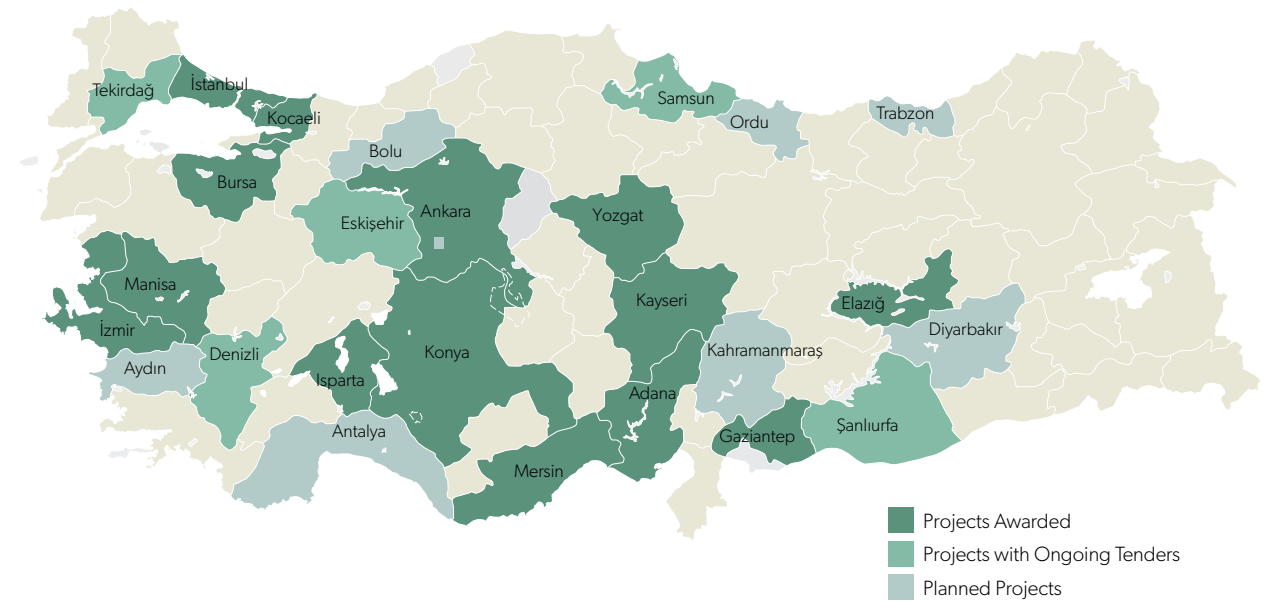 Tekirdağ
İstanbul
Kocaeli
Samsun
Ordu
Trabzon
Bolu
Bursa
Eskişehir
Ankara
Yozgat
Manisa
İzmir
Aydın
Denizli
Isparta
Konya
Kayseri
Elazığ
Diyarbakır
Kahramanmaraş
Adana
Antalya
Gaziantep
Şanlıurfa
Mersin
Projects Awarded
Projects with Ongoing Tenders
Planned Projects